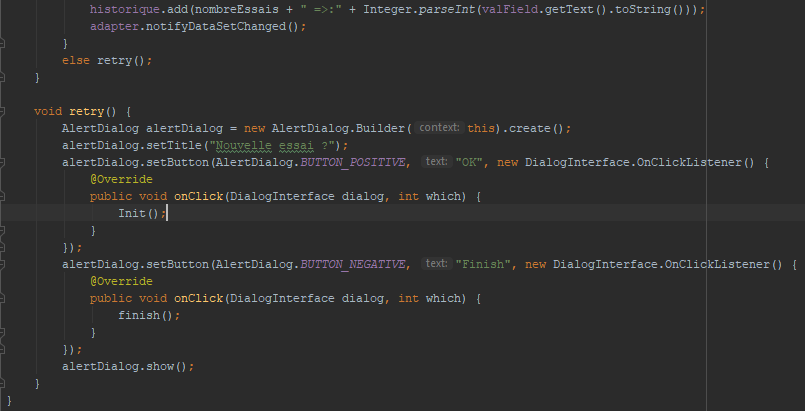 historique.add(nombreEssais + " =>:" + Integer.parseInt(valField.getText().toString()));
adapter.notifyDataSetChanged();
}
else retry();
}
void retry() {
AlertDialog alertDialog = new AlertDialog.Builder( context: this).create();
alertDialog.setTitle("Nouvelle essai ?");
alertDialog.setButton(AlertDialog.BUTTON_POSITIVE, text: "OK", new DialogInterface.OnClickListener() {
@Override
public void onClick(DialogInterface dialog, int which) {
Init();
}
});
alertDialog.setButton(AlertDialog.BUTTON_NEGATIVE, text: "Finish", new DialogInterface.OnClickListener() {
@Override
public void onClick(DialogInterface dialog, int which) {
finish();
}
});
alertDialog.show();
}
}